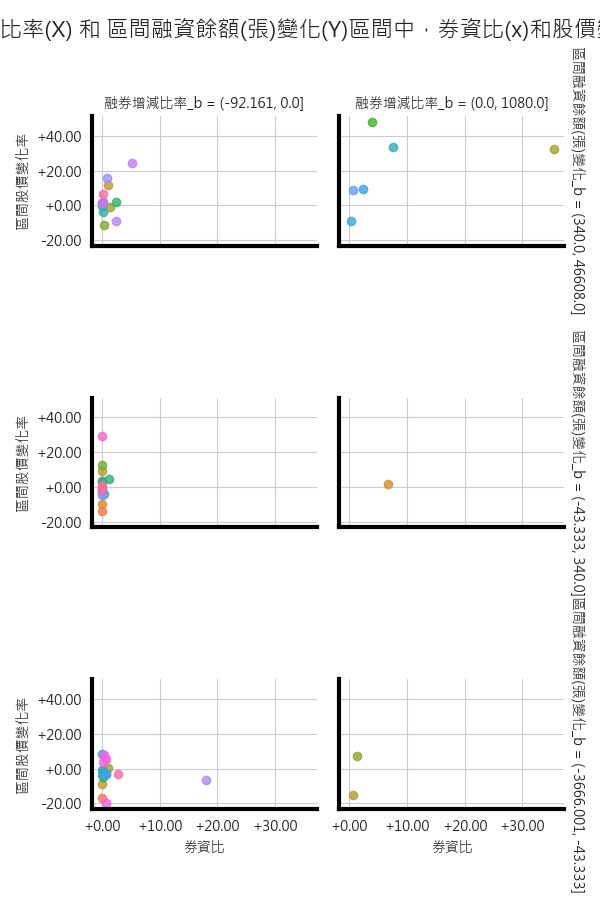 比率(X) 和 區間融資餘額(張)變化(Y)區間中，券資比(x)和股價
融券增減比率_b = (-92.161, 0.0]
融券增減比率_b = (0.0, 1080.0]
區間融資餘額(張)變化_b = (340.0, 46608.0]
區間股價變化率
+40.00
+20.00
+0.00
-20.00
區間融資餘額(張)變化_b = (-43.333, 340.0]
區間股價變化率
+40.00
+20.00
+0.00
-20.00
區間融資餘額(張)變化_b = (-3666.001, -43.333]
區間股價變化率
+40.00
+20.00
+0.00
-20.00
+0.00 +10.00 +20.00 +30.00
+0.00 +10.00 +20.00 +30.00
券資比
券資比